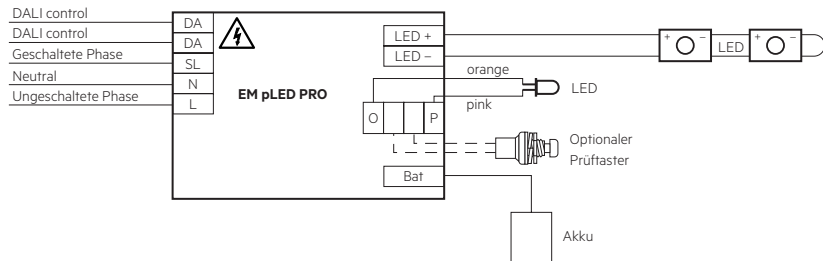 DALI control
DALI control
Geschaltete Phase
Neutral
Ungeschaltete Phase
DA
DA
SL
N
L
EM pLED PRO
LED +
LED –
O
P
Bat
orange
pink
LED
Optionaler
Prüftaster
Akku
+ –
LED
+ –